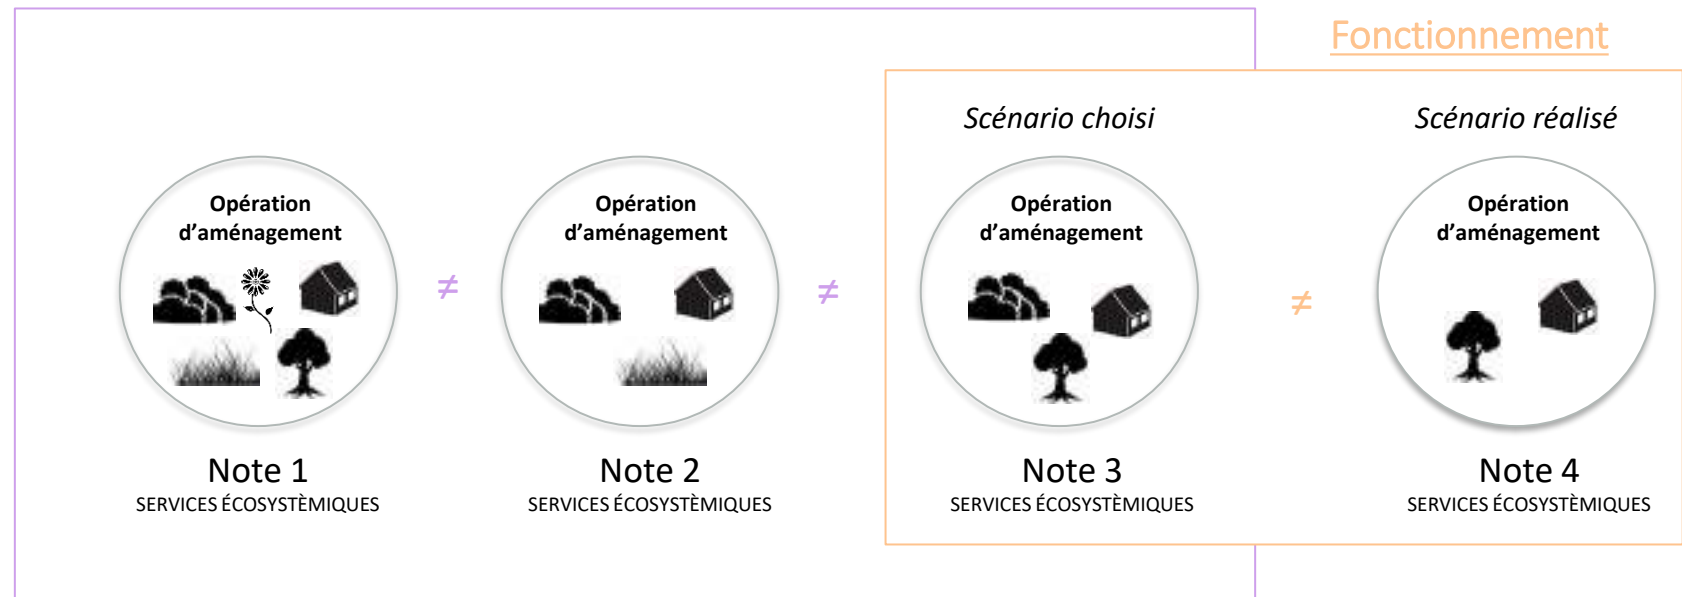 Fonctionnement
Scénario choisi
Scénario réalisé
Opération
d’aménagement
Opération
d’aménagement
Opération
d’aménagement
Opération
d’aménagement
≠
≠
≠
Note 1
SERVICES ÉCOSYSTÈMIQUES
Note 2
SERVICES ÉCOSYSTÈMIQUES
Note 3
SERVICES ÉCOSYSTÈMIQUES
Note 4
SERVICES ÉCOSYSTÈMIQUES